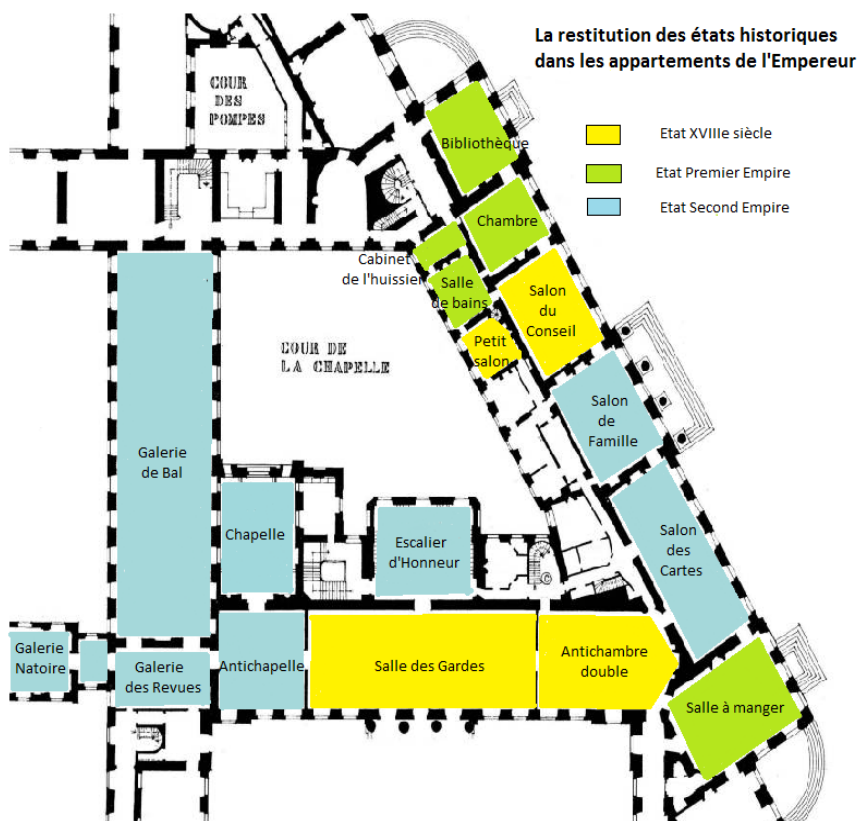 La restitution des états historiques
dans les appartements de l'Empereur
Etat XVIIIe siècle
Etat Premier Empire
Etat Second Empire
COUR
DES
POMPES
Bibliothèque
Chambre
Cabinet
de l'huissier
Salle
de bains
Salon
du
Conseil
Petit
salon
COUR DE
LA CHAPELLE
Salon
de
Famille
Galerie
de Bal
Chapelle
Escalier
d'Honneur
Salon
des
Cartes
Galerie
Natoire
Galerie
des Revues
Antichapelle
Salle des Gardes
Antichambre
double
Salle à manger